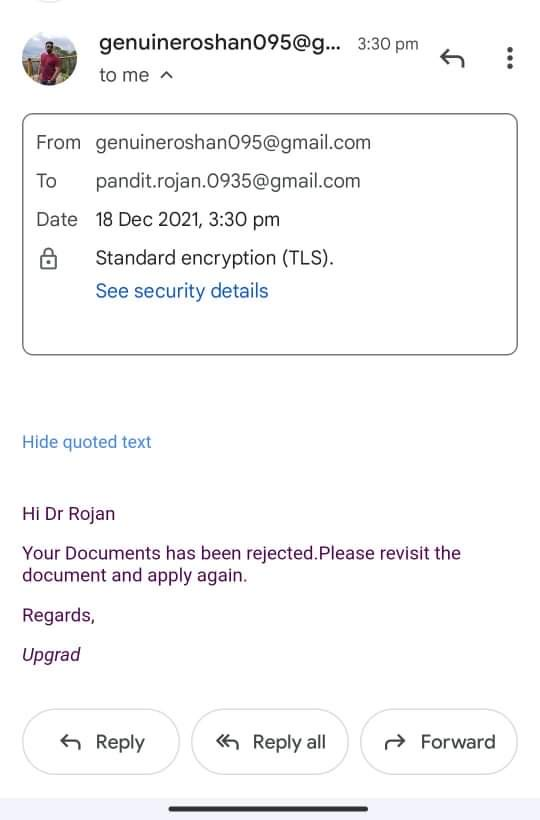 genuineroshan095@g... 3:30 pm
to me
From genuineroshan095@gmail.com
To pandit.rojan.0935@gmail.com
Date 18 Dec 2021, 3:30 pm
Standard encryption (TLS).
See security details
Hide quoted text
Hi Dr Rojan
Your Documents has been rejected.Please revisit the
document and apply again.
Regards,
Upgrad
Reply Reply all Forward